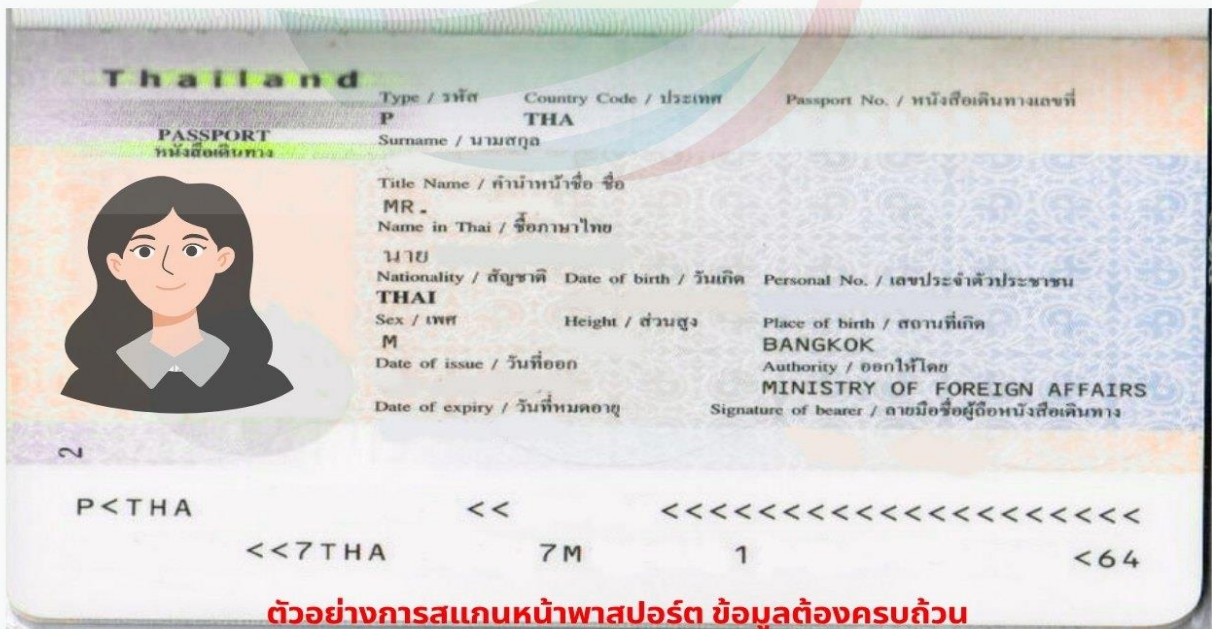 Thailand
Type / รหัส Country Code / ประเทศ Passport No. / หนังสือเดินทางเลขที่
P THA
PASSPORT
หนังสือเดินทาง
Surname / นามสกุล
Title Name / คำนำหน้าชื่อ ชื่อ
MR.
Name in Thai / ชื่อภาษาไทย
นาย
Nationality / สัญชาติ Date of birth / วันเกิด Personal No. / เลขประจำตัวประชาชน
THAI
Sex / เพศ Height / ส่วนสูง Place of birth / สถานที่เกิด
M BANGKOK
Date of issue / วันที่ออก Authority / ออกให้โดย
MINISTRY OF FOREIGN AFFAIRS
Date of expiry / วันที่หมดอายุ Signature of bearer / ลายมือชื่อผู้ถือหนังสือเดินทาง
2
P<THA << <<<<<<<<<<<<<<<<<<<<<
<<7THA 7M 1 <64
ตัวอย่างการสแกนหน้าพาสปอร์ต ข้อมูลต้องครบถ้วน